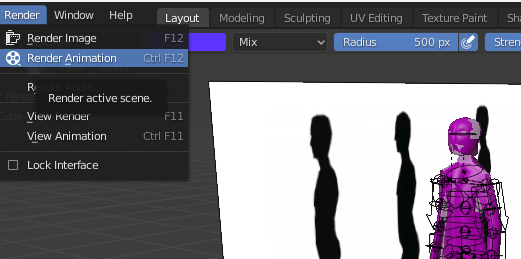 Render Window Help Layout Modeling Sculpting UV Editing Texture Paint
Render Image F12 Mix Radius 500 px
Render Animation Ctrl F12
Render active scene.
View Render F11
View Animation Ctrl F11
Lock Interface